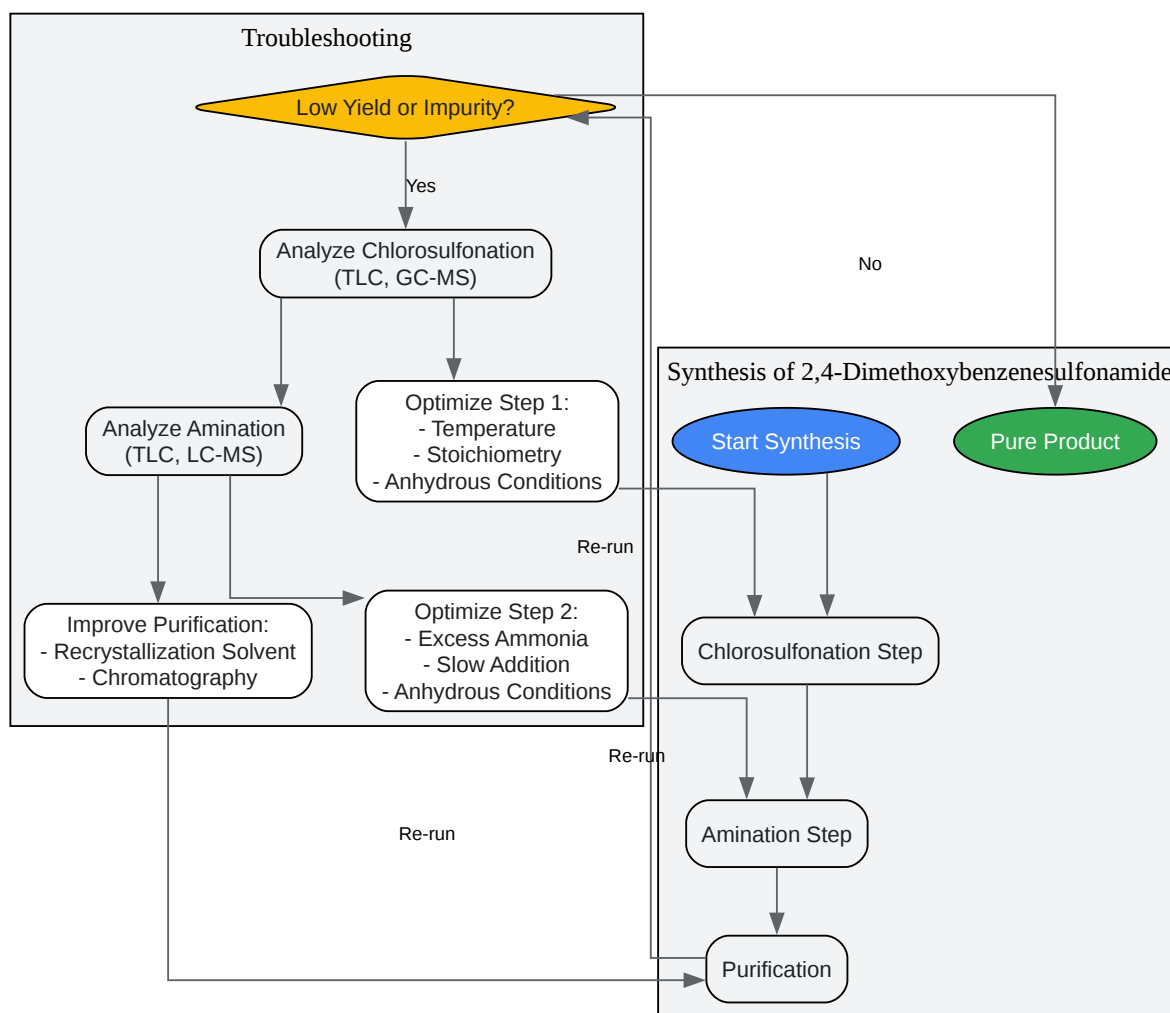 Troubleshooting
Low Yield or Impurity?
Yes
Analyze Chlorosulfonation
(TLC, GC-MS)
No
Synthesis of 2,4-Dimethoxybenzenesulfonamide
Analyze Amination
(TLC, LC-MS)
Optimize Step 1:
- Temperature
- Stoichiometry
- Anhydrous Conditions
Start Synthesis
Pure Product
Re-run
Improve Purification:
- Recrystallization Solvent
- Chromatography
Optimize Step 2:
- Excess Ammonia
- Slow Addition
- Anhydrous Conditions
Chlorosulfonation Step
Re-run
Re-run
Amination Step
Purification